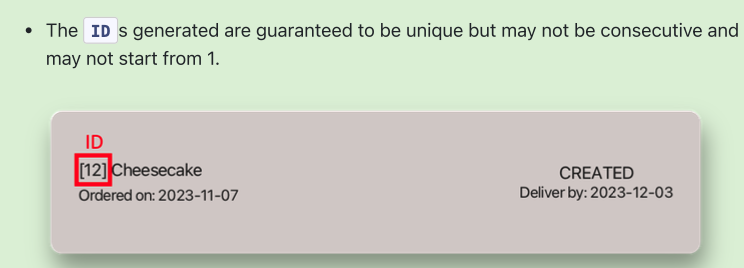 The IDs generated are guaranteed to be unique but may not be consecutive and
may not start from 1.
ID
[12] Cheesecake
Ordered on: 2023-11-07
CREATED
Deliver by: 2023-12-03